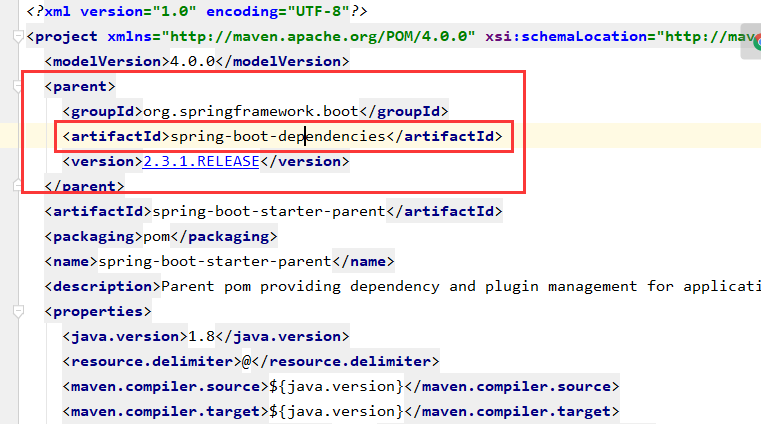 <?xml version="1.0" encoding="UTF-8"?>
<project xmlns="http://maven.apache.org/POM/4.0.0" xsi:schemaLocation="http://mav
<modelVersion>4.0.0</modelVersion>
<parent>
<groupId>org.springframework.boot</groupId>
<artifactId>spring-boot-dependencies</artifactId>
<version>2.3.1.RELEASE</version>
</parent>
<artifactId>spring-boot-starter-parent</artifactId>
<packaging>pom</packaging>
<name>spring-boot-starter-parent</name>
<description>Parent pom providing dependency and plugin management for applicati
<properties>
<java.version>1.8</java.version>
<resource.delimiter>@</resource.delimiter>
<maven.compiler.source>${java.version}</maven.compiler.source>
<maven.compiler.target>${java.version}</maven.compiler.target>